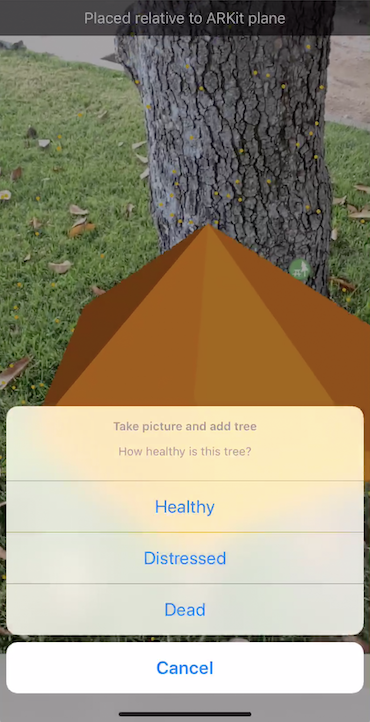 Placed relative to ARKit plane
Take picture and add tree
How healthy is this tree?
Healthy
Distressed
Dead
Cancel